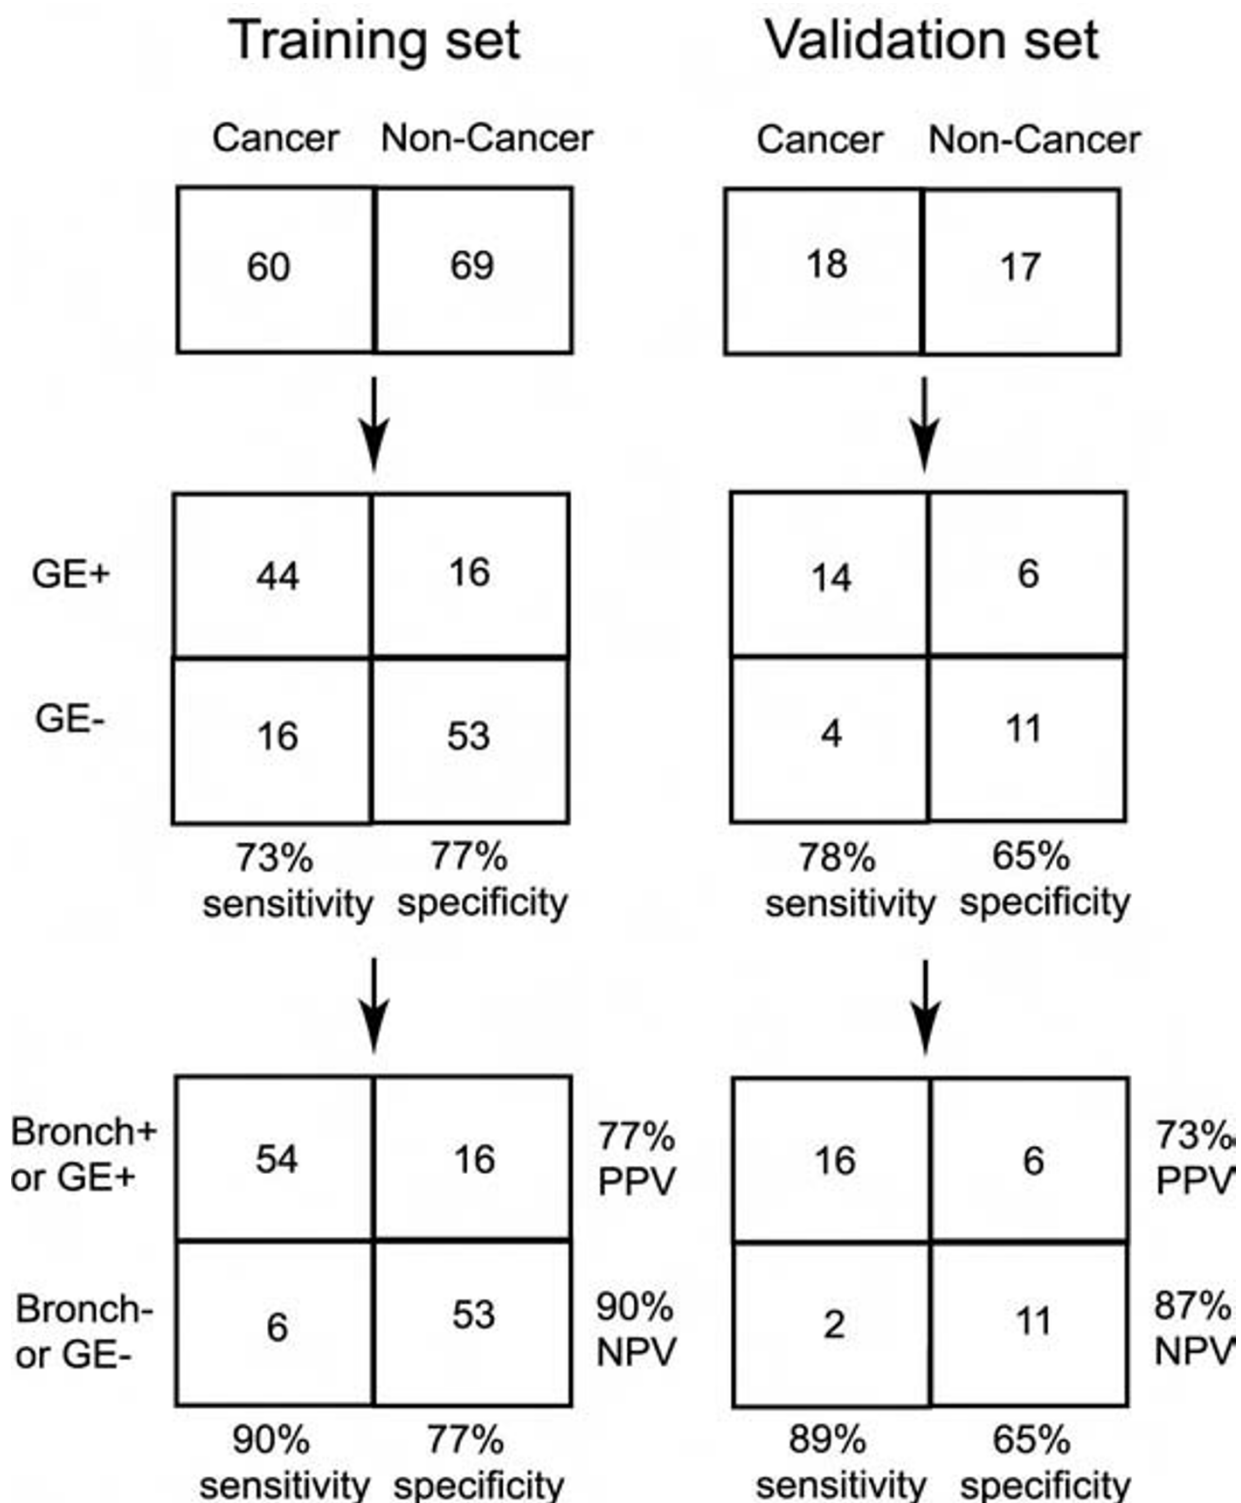 Training set Validation set
Cancer Non-Cancer Cancer Non-Cancer
60 69 18 17
GE+ 44 16 14 6
GE- 16 53 4 11
73% 77% 78% 65%
sensitivity specificity sensitivity specificity
Bronch+ 77% 73%
or GE+ 54 16 PPV 16 6 PPV
Bronch- 90% 87%
or GE- 6 53 NPV 2 11 NPV
90% 77% 89% 65%
sensitivity specificity sensitivity specificity